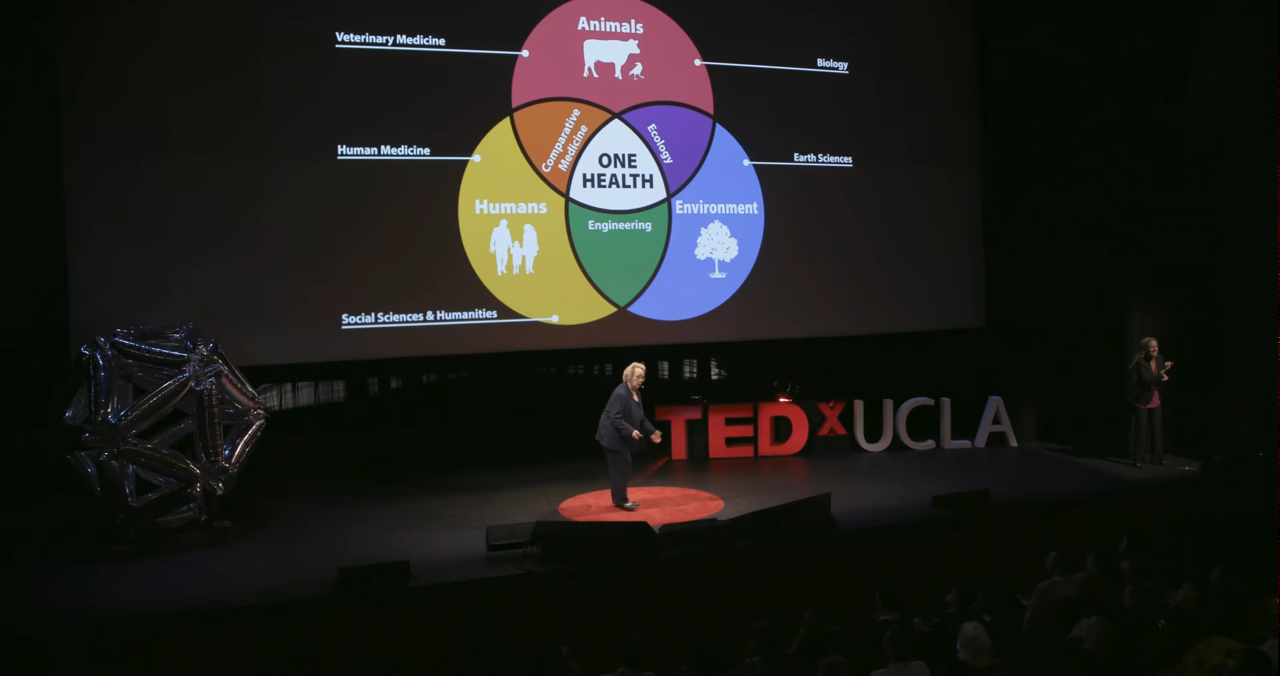 Animals
Veterinary Medicine
Biology
Comparative
Medicine
Ecology
Human Medicine
Earth Sciences
ONE
HEALTH
Humans
Environment
Engineering
Social Sciences & Humanities
TEDxUCLA